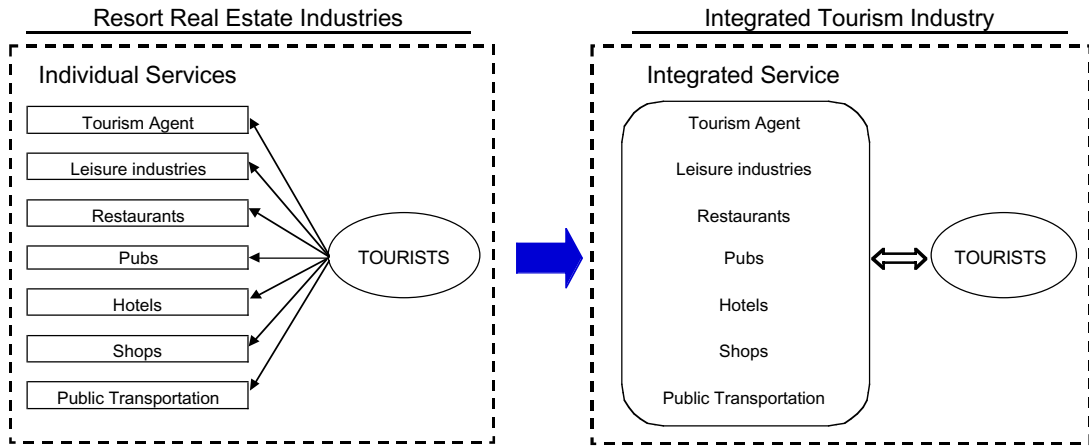 Resort Real Estate Industries
Individual Services
Tourism Agent
Leisure industries
Restaurants
Pubs
Hotels
Shops
Public Transportation
TOURISTS
Integrated Tourism Industry
Integrated Service
Tourism Agent
Leisure industries
Restaurants
Pubs
Hotels
Shops
Public Transportation
TOURISTS